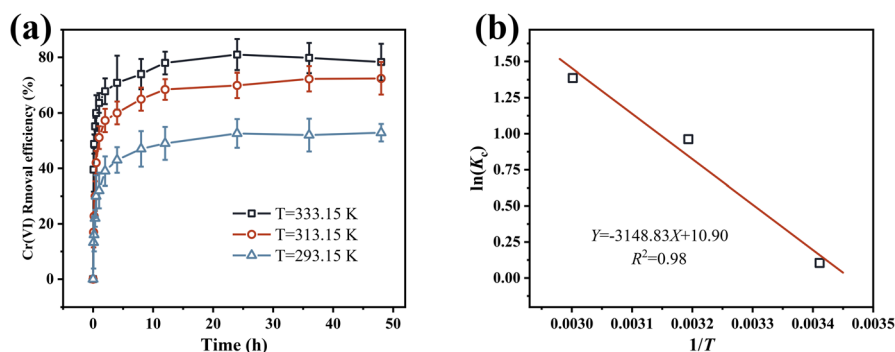 (a)
Cr(VI) Rmoval efficiency (%)
80
60
40
20
0
T=333.15 K
T=313.15 K
T=293.15 K
0
10
20
30
40
50
Time (h)
(b)
ln(Kc)
1.50
1.25
1.00
0.75
0.50
0.25
0.00
Y=-3148.83X+10.90
R²=0.98
0.0030
0.0031
0.0032
0.0033
0.0034
0.0035
1/T